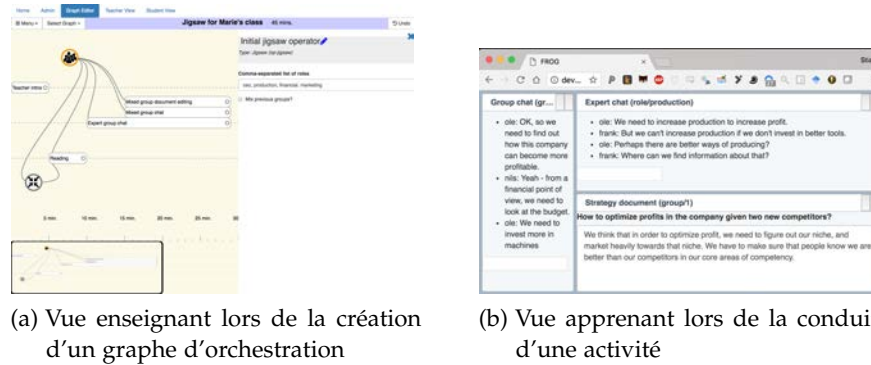 Home Admin Graph Editor Teacher View Student View
Menu Select Graph Jigsaw for Marie's class 45 mins. Undo
Initial jigsaw operator
Type: Jigsaw (op-jigsaw)
Comma-separated list of roles
ceo, production, financial, marketing
Mix previous groups?
Teacher intro
Mixed group document editing
Mixed group chat
Expert group chat
Reading
5 min. 10 min. 15 min. 20 min. 25 min. 30
(a) Vue enseignant lors de la création
d'un graphe d'orchestration
FROG
dev...
Group chat (gr...
• ole: OK, so we
need to find out
how this company
can become more
profitable.
• nils: Yeah - from a
financial point of
view, we need to
look at the budget.
• ole: We need to
invest more in
machines
Expert chat (role/production)
• ole: We need to increase production to increase profit.
• frank: But we can't increase production if we don't invest in better tools.
• ole: Perhaps there are better ways of producing?
• frank: Where can we find information about that?
Strategy document (group/1)
How to optimize profits in the company given two new competitors?
We think that in order to optimize profit, we need to figure out our niche, and
market heavily towards that niche. We have to make sure that people know we are
better than our competitors in our core areas of competency.
(b) Vue apprenant lors de la condui
d'une activité